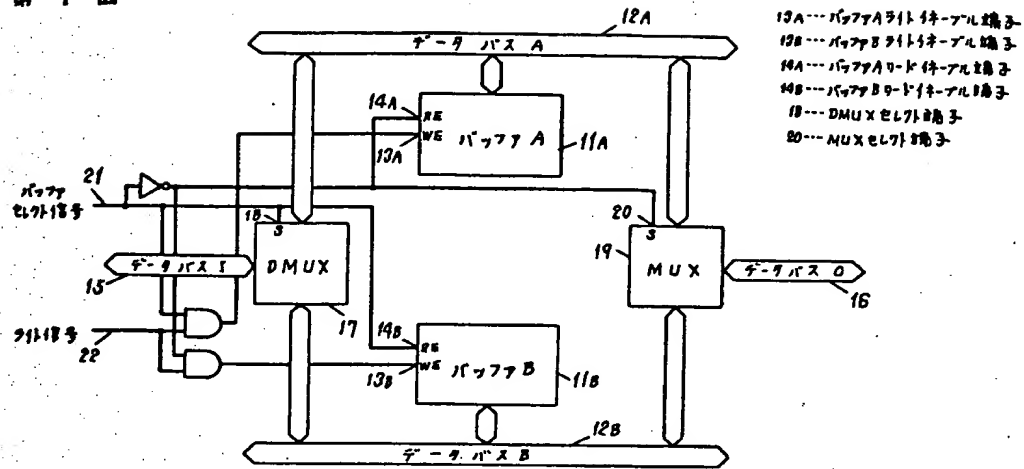 第 1 図
12A
データ バス A
13A…バッファAライトイネーブル端子
13B…バッファBライトイネーブル端子
14A…バッファAリードイネーブル端子
14B…バッファBリードイネーブル端子
18…DMUXセレクト端子
20…MUXセレクト端子
14A
RE
WE
バッファ A
13A
11A
バッファ
セレクト信号
21
18
S
20
S
19
データバス I
DMUX
MUX
データバス O
15
17
16
ライト信号
22
14B
RE
WE
バッファ B
13B
11B
12B
データ バス B